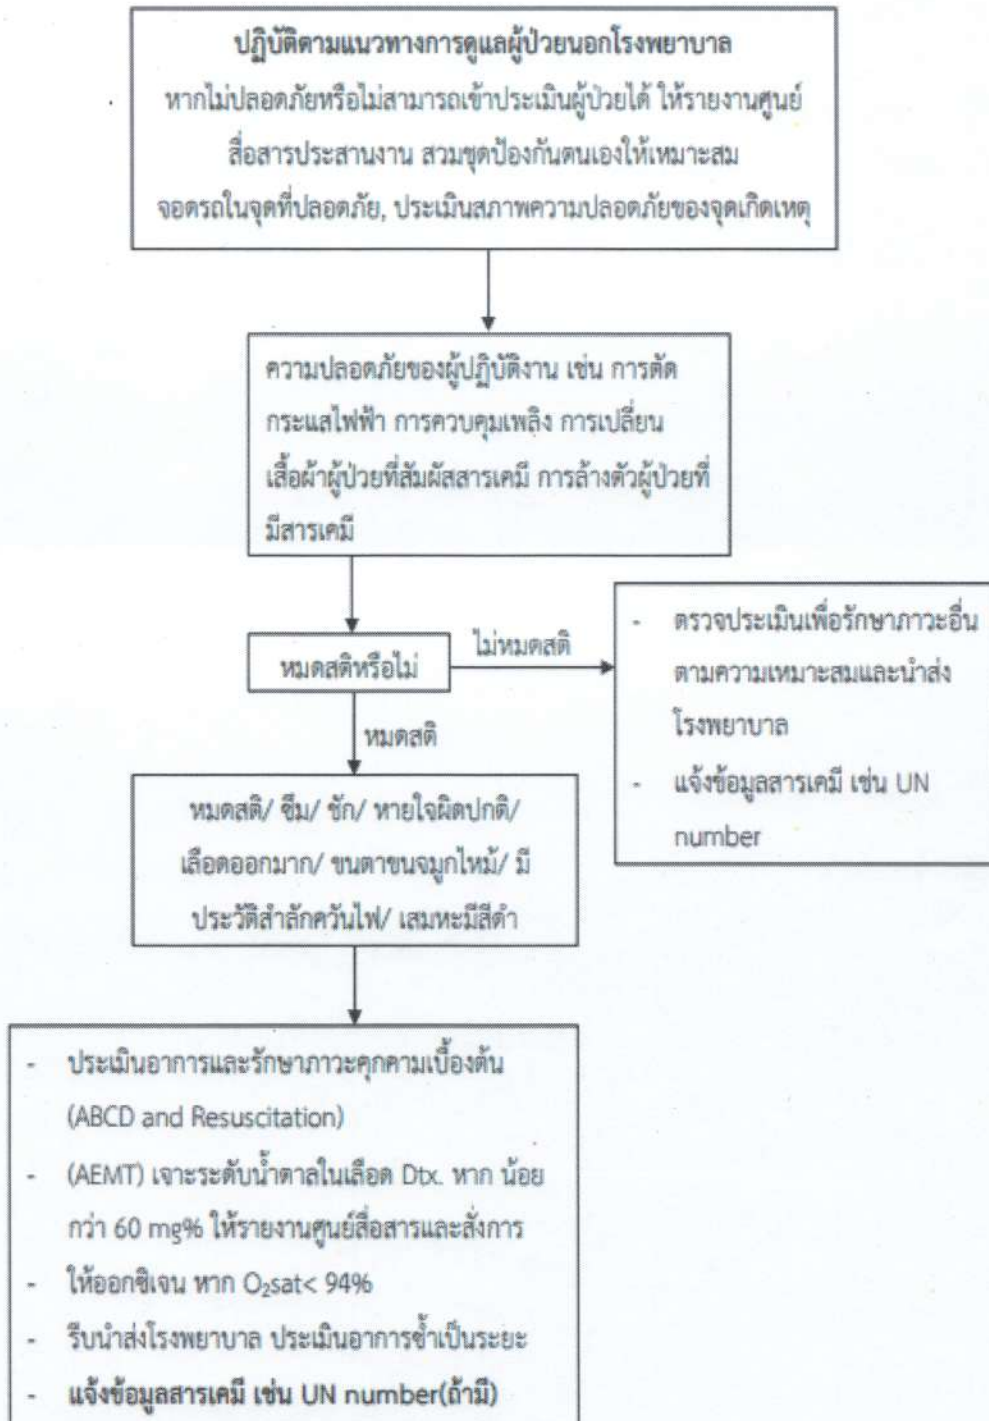 ปฏิบัติตามแนวทางการดูแลผู้ป่วยนอกโรงพยาบาล
หากไม่ปลอดภัยหรือไม่สามารถเข้าประเมินผู้ป่วยได้ ให้รายงานศูนย์
สื่อสารประสานงาน สวมชุดป้องกันตนเองให้เหมาะสม
จอดรถในจุดที่ปลอดภัย, ประเมินสภาพความปลอดภัยของจุดเกิดเหตุ
ความปลอดภัยของผู้ปฏิบัติงาน เช่น การตัด
กระแสไฟฟ้า การควบคุมเพลิง การเปลี่ยน
เสื้อผ้าผู้ป่วยที่สัมผัสสารเคมี การล้างตัวผู้ป่วยที่
มีสารเคมี
หมดสติหรือไม่
ไม่หมดสติ
- ตรวจประเมินเพื่อรักษาภาวะอื่น
ตามความเหมาะสมและนำส่ง
โรงพยาบาล
- แจ้งข้อมูลสารเคมี เช่น UN
number
หมดสติ
หมดสติ/ ซึม/ ชัก/ หายใจผิดปกติ/
เลือดออกมาก/ ขนตาขนจมูกไหม้/ มี
ประวัติสำลักควันไฟ/ เสมหะมีสีดำ
- ประเมินอาการและรักษาภาวะคุกคามเบื้องต้น
(ABCD and Resuscitation)
- (AEMT) เจาะระดับน้ำตาลในเลือด Dtx. หาก น้อย
กว่า 60 mg% ให้รายงานศูนย์สื่อสารและสั่งการ
- ให้ออกซิเจน หาก O₂sat< 94%
- รีบนำส่งโรงพยาบาล ประเมินอาการซ้ำเป็นระยะ
- แจ้งข้อมูลสารเคมี เช่น UN number(ถ้ามี)